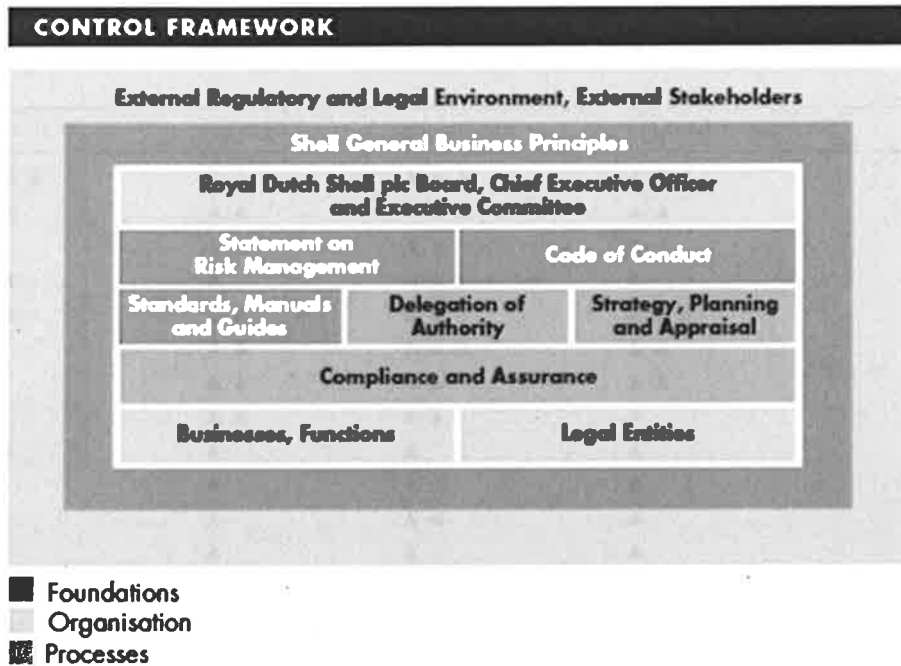 CONTROL FRAMEWORK
External Regulatory and Legal Environment, External Stakeholders
Shell General Business Principles
Royal Dutch Shell plc Board, Chief Executive Officer
and Executive Committee
Statement on
Risk Management
Code of Conduct
Standards, Manuals
and Guides
Delegation of
Authority
Strategy, Planning
and Appraisal
Compliance and Assurance
Businesses, Functions
Legal Entities
Foundations
Organisation
Processes